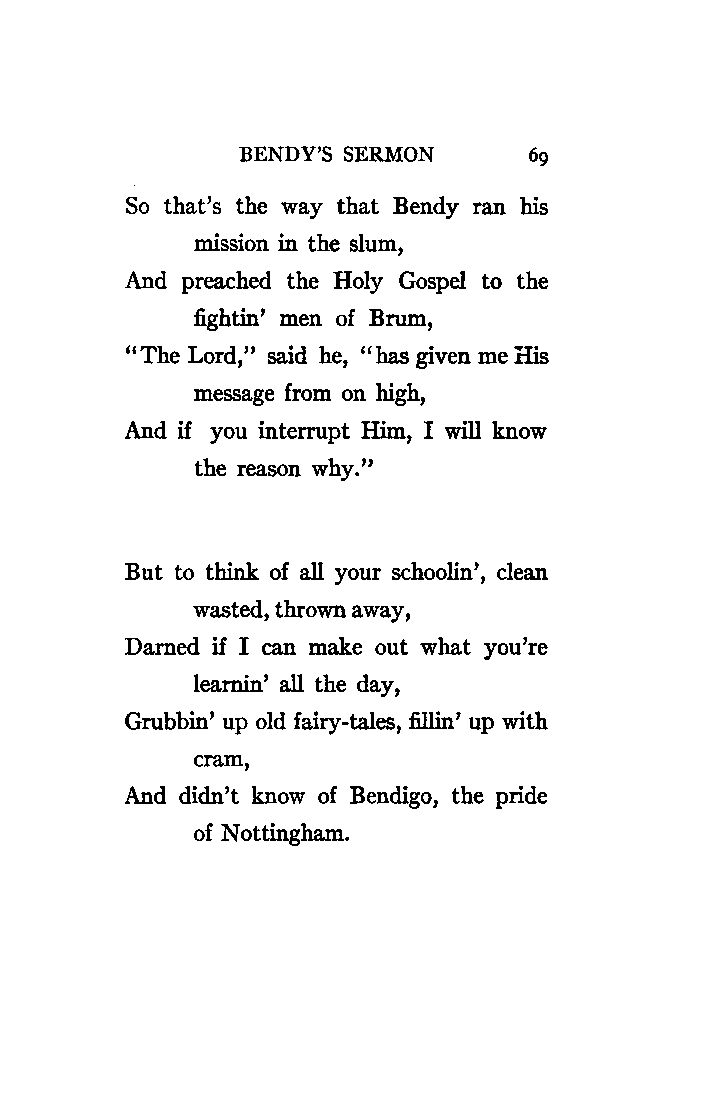 BENDY'S SERMON 69
So that's the way that Bendy ran his
mission in the slum,
And preached the Holy Gospel to the
fightin' men of Brum,
"The Lord," said he, "has given me His
message from on high,
And if you interrupt Him, I will know
the reason why."
But to think of all your schoolin', clean
wasted, thrown away,
Darned if I can make out what you're
learnin' all the day,
Grubbin' up old fairy-tales, fillin' up with
cram,
And didn't know of Bendigo, the pride
of Nottingham.